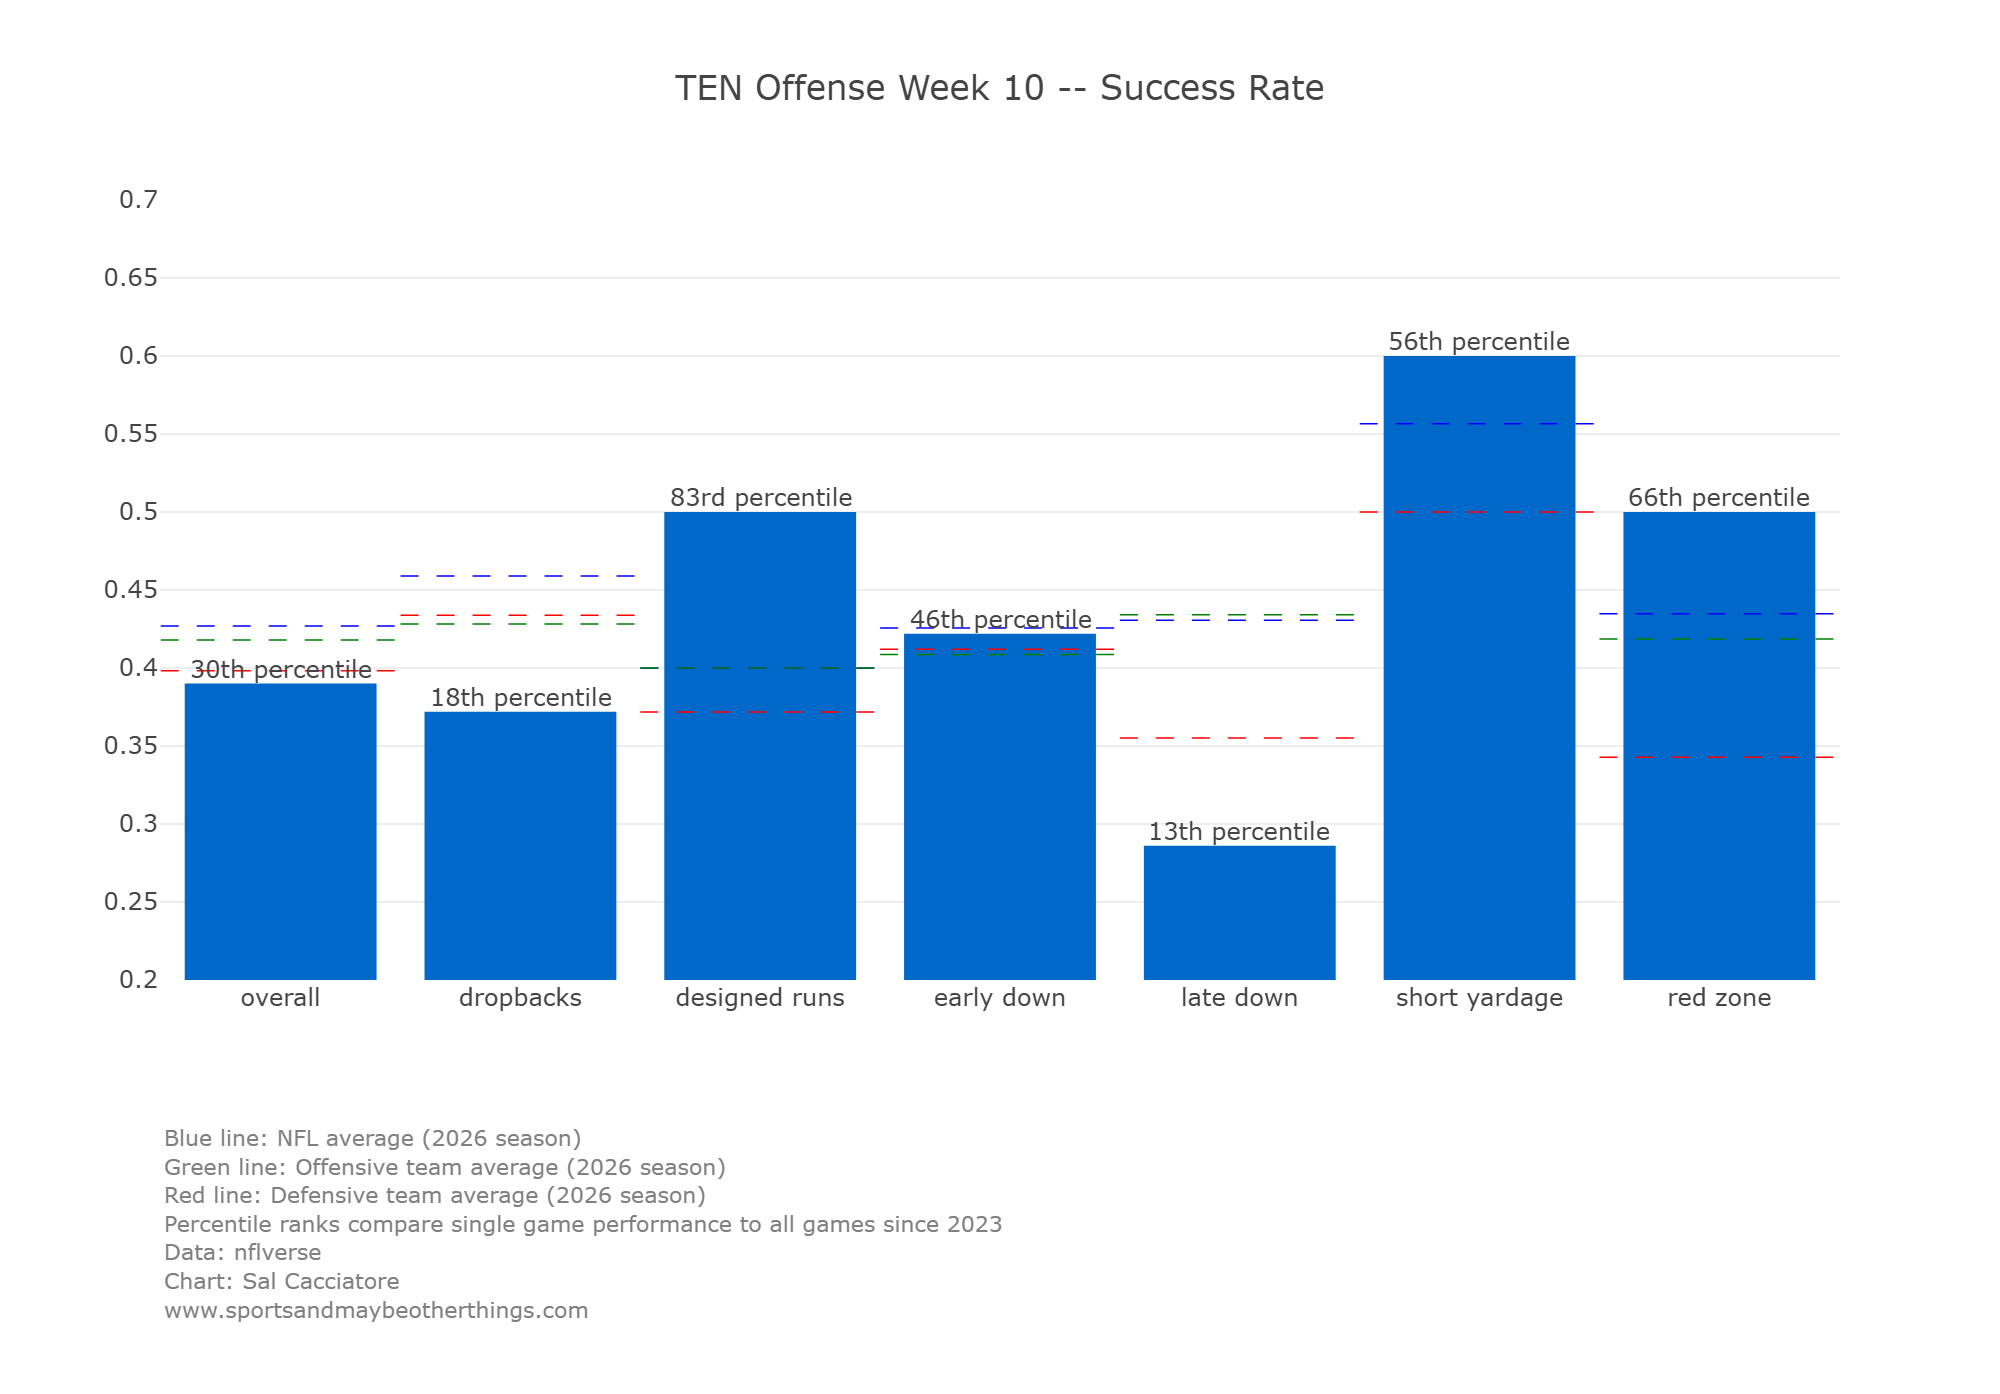 TEN Offense Week 10 -- Success Rate
0.7
0.65
0.6
0.55
0.5
0.45
0.4
0.35
0.3
0.25
0.2
30th percentile
18th percentile
83rd percentile
46th percentile
13th percentile
56th percentile
66th percentile
overall
dropbacks
designed runs
early down
late down
short yardage
red zone
Blue line: NFL average (2026 season)
Green line: Offensive team average (2026 season)
Red line: Defensive team average (2026 season)
Percentile ranks compare single game performance to all games since 2023
Data: nflverse
Chart: Sal Cacciatore
www.sportsandmaybeotherthings.com